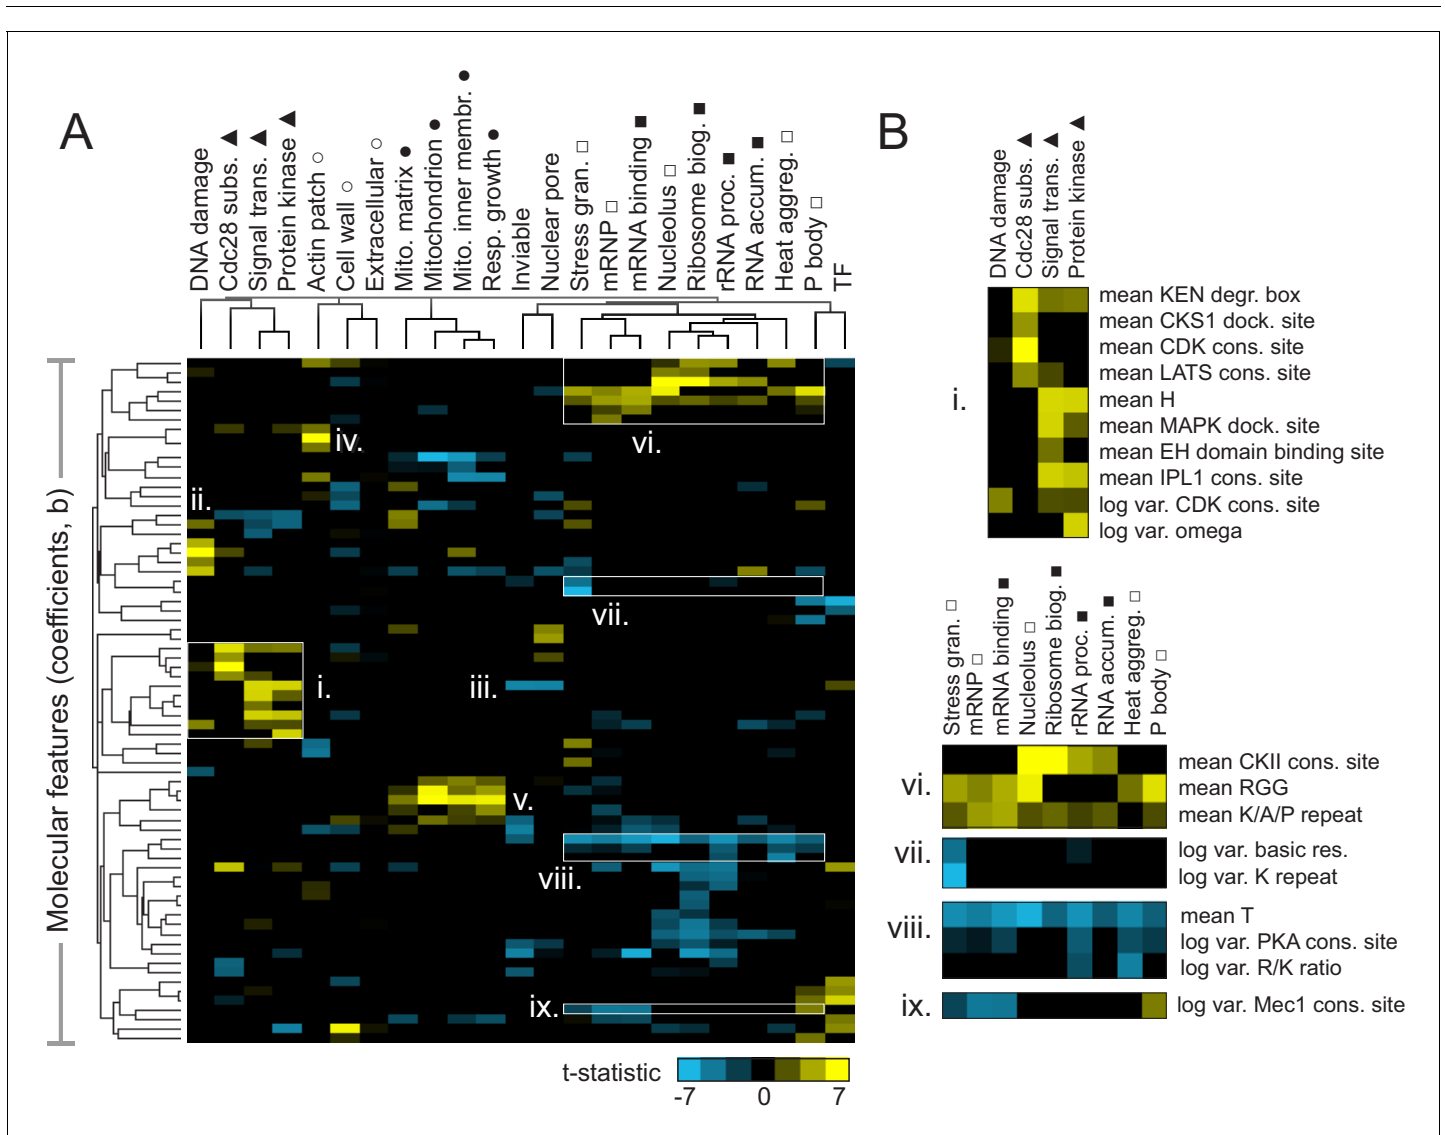 A
DNA damage
Cdc28 subs. ▲
Signal trans. ▲
Protein kinase ▲
Actin patch ○
Cell wall ○
Extracellular ○
Mito. matrix ●
Mitochondrion ●
Mito. inner membr. ●
Resp. growth ●
Inviable
Nuclear pore
Stress gran. □
mRNP □
mRNA binding ■
Nucleolus □
Ribosome biog. ■
rRNA proc. ■
RNA accum. ■
Heat aggreg. □
P body □
TF
Molecular features (coefficients, b)
iv.
vi.
ii.
vii.
i.
iii.
v.
viii.
ix.
t-statistic
-7
0
7
B
DNA damage
Cdc28 subs. ▲
Signal trans. ▲
Protein kinase ▲
i.
mean KEN degr. box
mean CKS1 dock. site
mean CDK cons. site
mean LATS cons. site
mean H
mean MAPK dock. site
mean EH domain binding site
mean IPL1 cons. site
log var. CDK cons. site
log var. omega
Stress gran. □
mRNP □
mRNA binding ■
Nucleolus □
Ribosome biog. ■
rRNA proc. ■
RNA accum. ■
Heat aggreg. □
P body □
vi.
mean CKII cons. site
mean RGG
mean K/A/P repeat
vii.
log var. basic res.
log var. K repeat
viii.
mean T
log var. PKA cons. site
log var. R/K ratio
ix.
log var. Mec1 cons. site